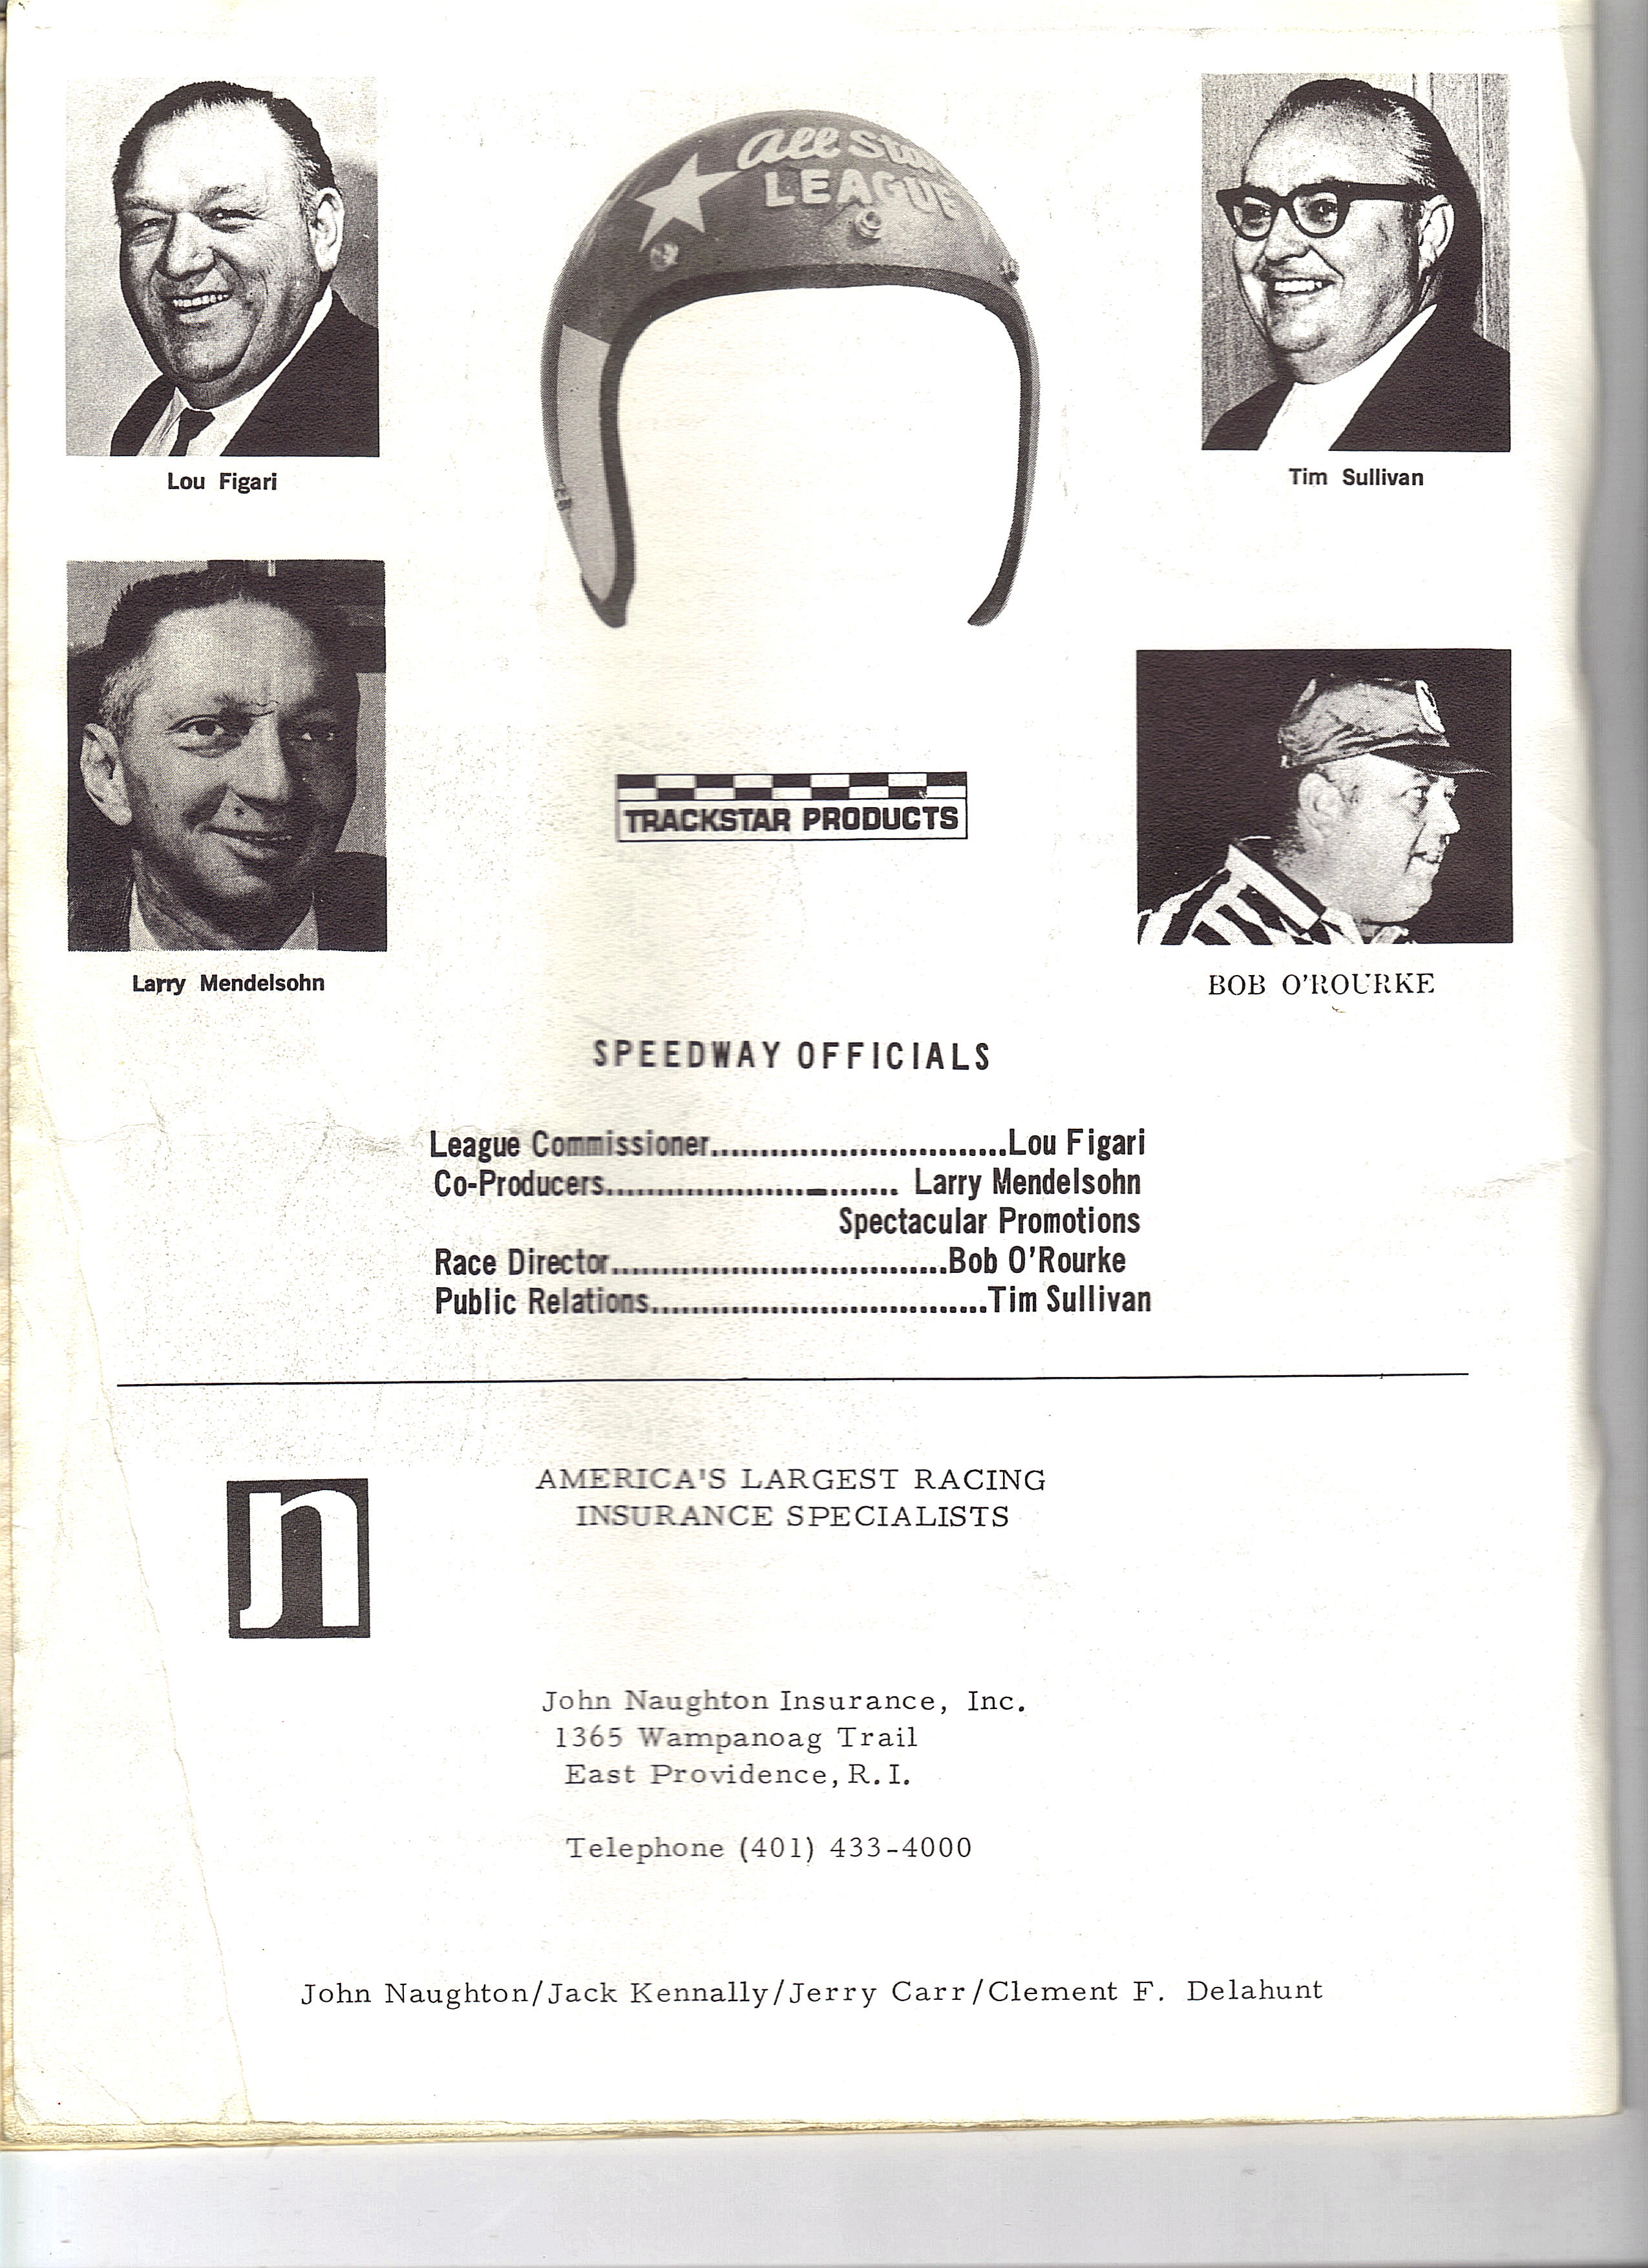 All Star
LEAGUE
Lou Figari
Tim Sullivan
TRACKSTAR PRODUCTS
Larry Mendelsohn
BOB O'ROURKE
SPEEDWAY OFFICIALS
League Commissioner..............................Lou Figari
Co-Producers.............................. Larry Mendelsohn
Spectacular Promotions
Race Director..................................Bob O'Rourke
Public Relations..................................Tim Sullivan
n
AMERICA'S LARGEST RACING
INSURANCE SPECIALISTS
John Naughton Insurance, Inc.
1365 Wampanoag Trail
East Providence, R.I.
Telephone (401) 433-4000
John Naughton/Jack Kennally/Jerry Carr/Clement F. Delahunt